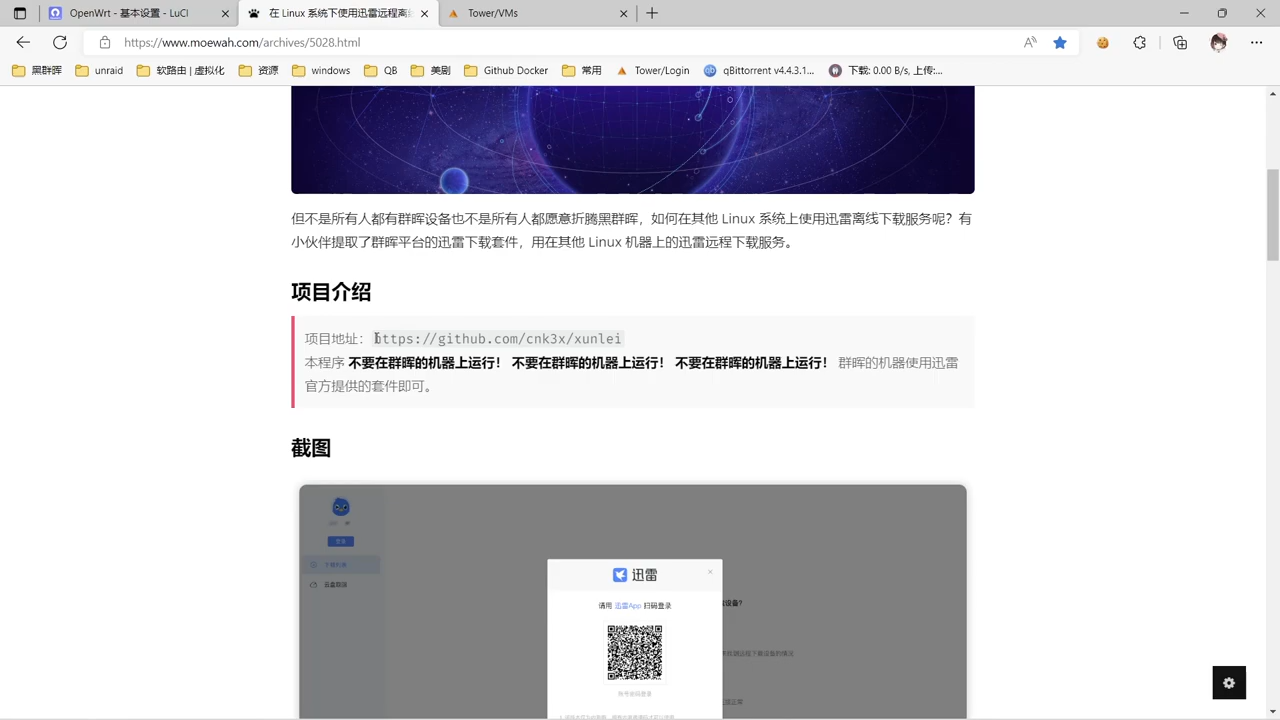 OpenWrt - 基本设置 - LuCI
在 Linux 系统下使用迅雷远程离线
Tower/VMs
https://www.moewah.com/archives/5028.html
黑群晖
unraid
软路由 | 虚拟化
资源
windows
QB
美剧
Github Docker
常用
Tower/Login
qBittorrent v4.4.3.1...
下载: 0.00 B/s, 上传:...
但不是所有人都有群晖设备也不是所有人都愿意折腾黑群晖，如何在其他 Linux 系统上使用迅雷离线下载服务呢？有
小伙伴提取了群晖平台的迅雷下载套件，用在其他 Linux 机器上的迅雷远程下载服务。
项目介绍
项目地址： https://github.com/cnk3x/xunlei
本程序 不要在群晖的机器上运行！ 不要在群晖的机器上运行！ 不要在群晖的机器上运行！ 群晖的机器使用迅雷
官方提供的套件即可。
截图
登录
迅雷
请用 迅雷App 扫码登录
账号密码登录